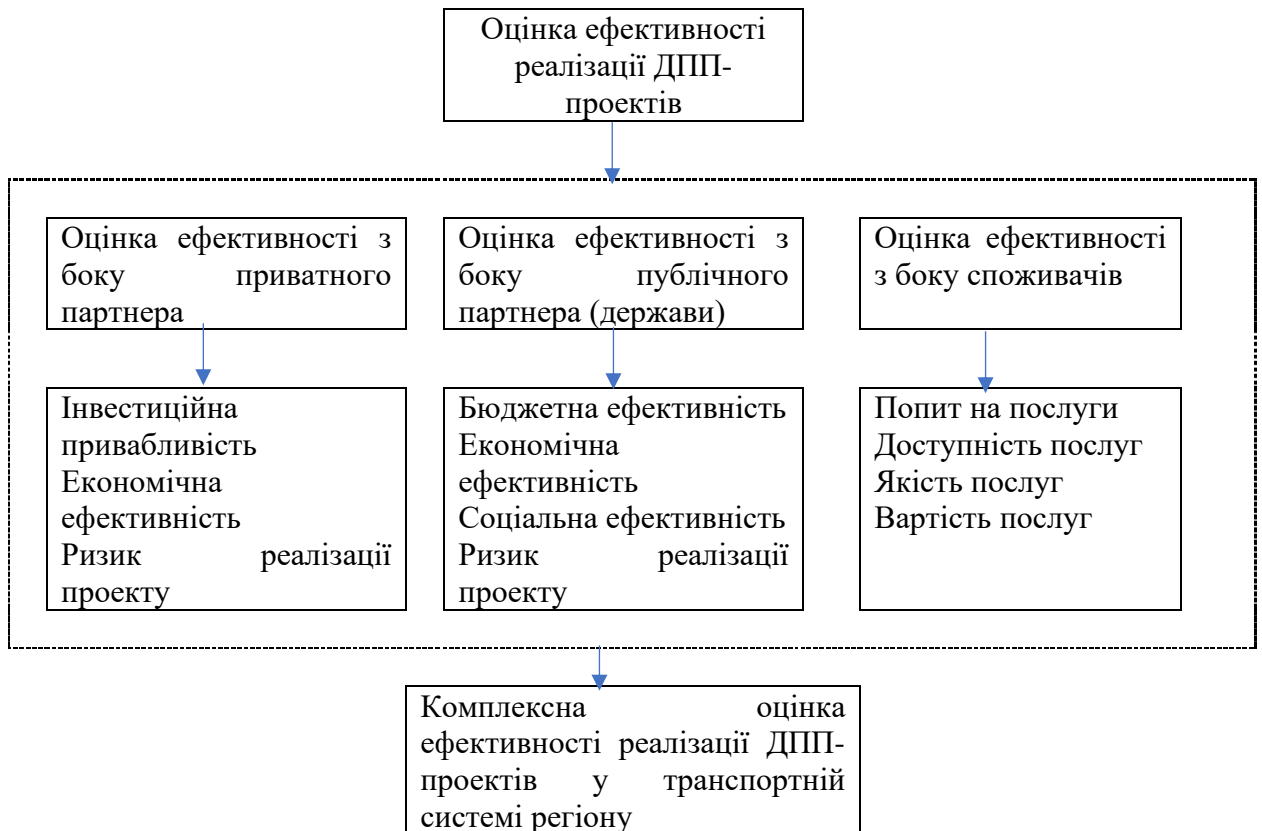 Оцінка ефективності
реалізації ДПП-
проектів
Оцінка ефективності з
боку приватного
партнера
Оцінка ефективності з
боку публічного
партнера (держави)
Оцінка ефективності
з боку споживачів
Інвестиційна
привабливість
Економічна
ефективність
Ризик реалізації
проекту
Бюджетна ефективність
Економічна
ефективність
Соціальна ефективність
Ризик реалізації
проекту
Попит на послуги
Доступність послуг
Якість послуг
Вартість послуг
Комплексна оцінка
ефективності реалізації ДПП-
проектів у транспортній
системі регіону